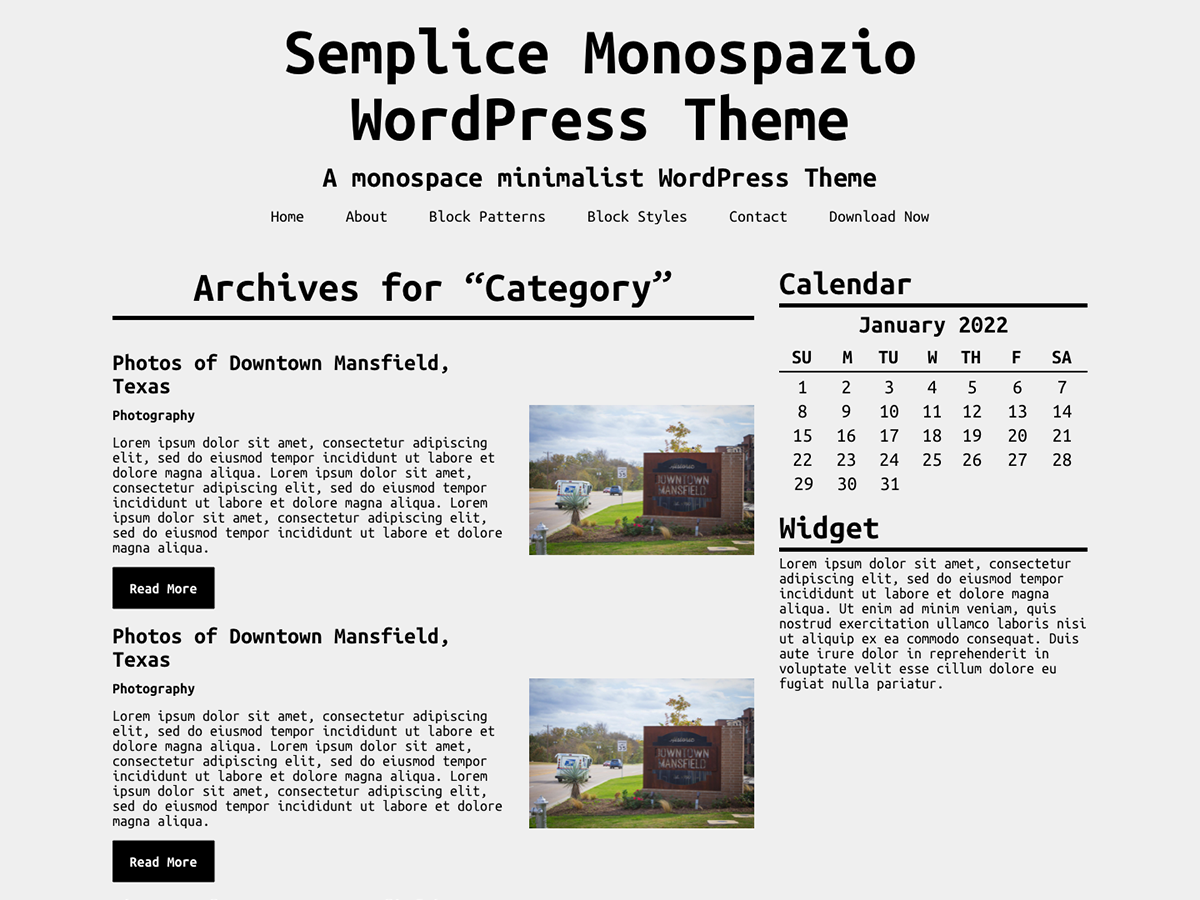 Semplice Monospazio
WordPress Theme
A monospace minimalist WordPress Theme
Home About Block Patterns Block Styles Contact Download Now
Archives for “Category”
Photos of Downtown Mansfield,
Texas
Photography
Lorem ipsum dolor sit amet, consectetur adipiscing
elit, sed do eiusmod tempor incididunt ut labore et
dolore magna aliqua. Lorem ipsum dolor sit amet,
consectetur adipiscing elit, sed do eiusmod tempor
incididunt ut labore et dolore magna aliqua. Lorem
ipsum dolor sit amet, consectetur adipiscing elit,
sed do eiusmod tempor incididunt ut labore et dolore
magna aliqua.
DOWNTOWN
MANSFIELD
Read More
Photos of Downtown Mansfield,
Texas
Photography
Lorem ipsum dolor sit amet, consectetur adipiscing
elit, sed do eiusmod tempor incididunt ut labore et
dolore magna aliqua. Lorem ipsum dolor sit amet,
consectetur adipiscing elit, sed do eiusmod tempor
incididunt ut labore et dolore magna aliqua. Lorem
ipsum dolor sit amet, consectetur adipiscing elit,
sed do eiusmod tempor incididunt ut labore et dolore
magna aliqua.
DOWNTOWN
MANSFIELD
Read More
Calendar
January 2022
SU M TU W TH F SA
1 2 3 4 5 6 7
8 9 10 11 12 13 14
15 16 17 18 19 20 21
22 23 24 25 26 27 28
29 30 31
Widget
Lorem ipsum dolor sit amet, consectetur
adipiscing elit, sed do eiusmod tempor
incididunt ut labore et dolore magna
aliqua. Ut enim ad minim veniam, quis
nostrud exercitation ullamco laboris nisi
ut aliquip ex ea commodo consequat. Duis
aute irure dolor in reprehenderit in
voluptate velit esse cillum dolore eu
fugiat nulla pariatur.